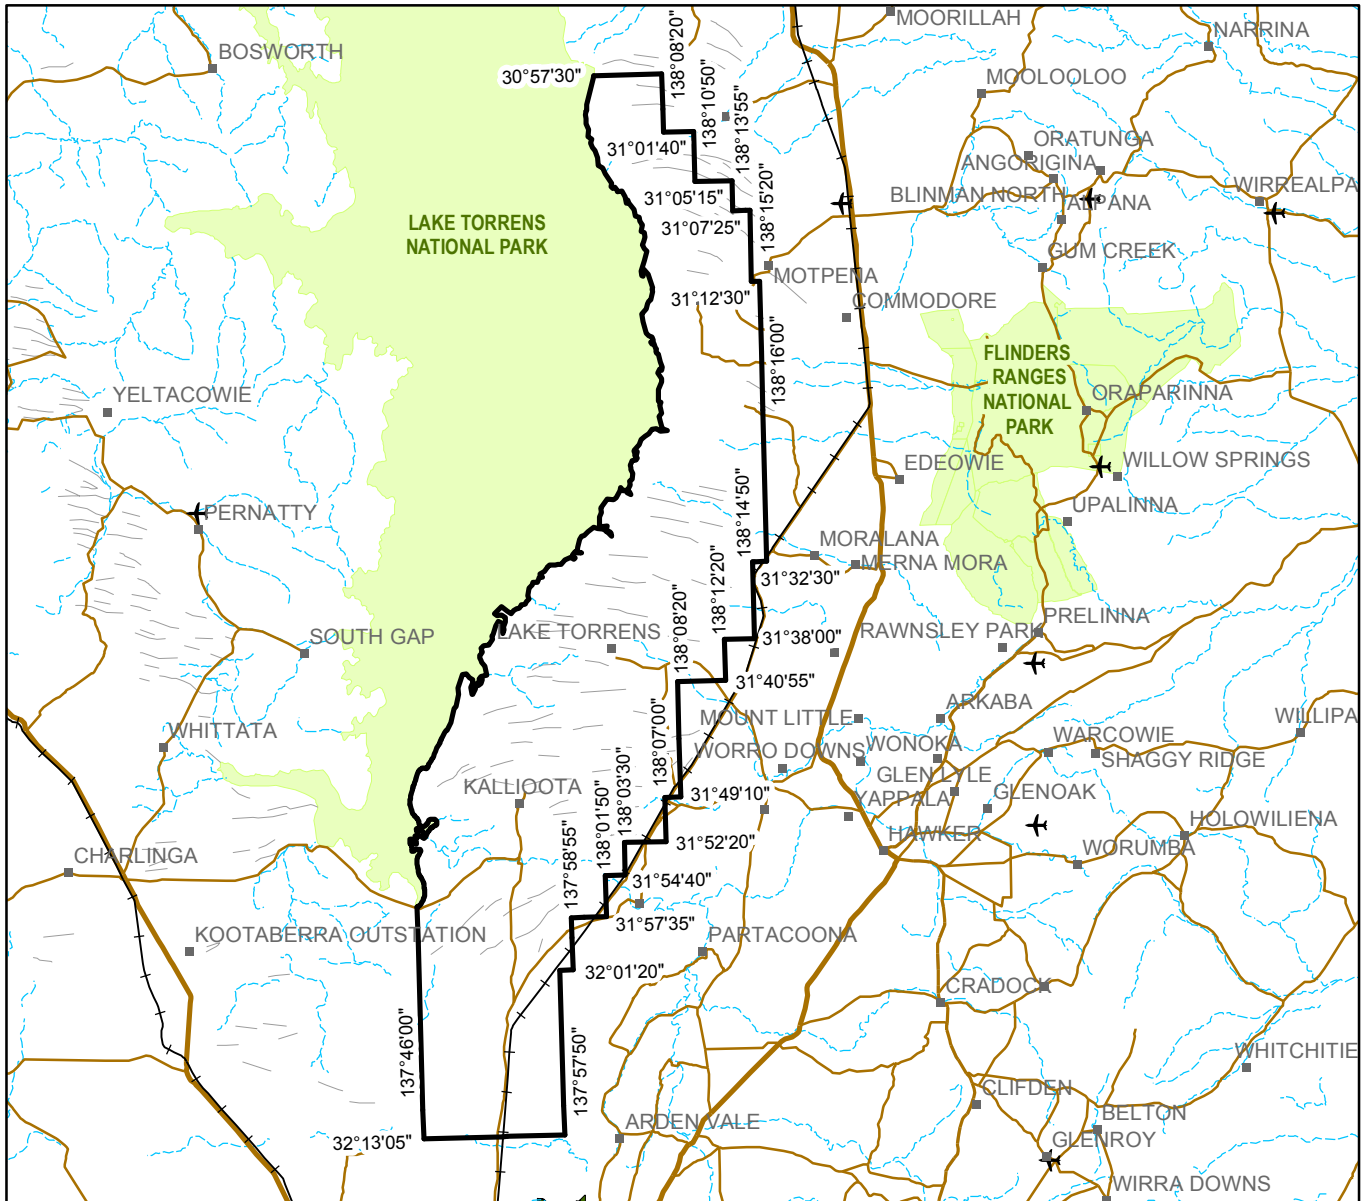 MOORILLAH
NARRINA
BOSWORTH
MOOLOOLOO
30°57'30"
138°08'20"
138°10'50"
138°13'55"
31°01'40"
ORATUNGA
ANGORIGINA
BLINMAN NORTH
ALPANA
WIRREALPA
31°05'15"
31°07'25"
138°15'20"
LAKE TORRENS
NATIONAL PARK
GUM CREEK
MOTPENA
31°12'30"
COMMODORE
138°16'00"
FLINDERS
RANGES
NATIONAL
PARK
YELTACOWIE
ORAPARINNA
EDEOWIE
WILLOW SPRINGS
138°14'50"
PERNATTY
UPALINNA
MORALANA
MERNA MORA
31°32'30"
138°12'20"
138°08'20"
PRELINNA
SOUTH GAP
LAKE TORRENS
31°38'00"
RAWNSLEY PARK
31°40'55"
ARKABA
MOUNT LITTLE
WILLIPA
WHITTATA
138°07'00"
WORRO DOWNS
WONOKA
WARCOWIE
SHAGGY RIDGE
GLEN LYLE
KALLIOOTA
138°03'30"
138°01'50"
31°49'10"
YAPPALA
GLENOAK
HOLOWILIENA
HAWKER
31°52'20"
WORUMBA
CHARLINGA
137°58'55"
31°54'40"
31°57'35"
KOOTABERRA OUTSTATION
PARTACOONA
32°01'20"
CRADOCK
137°46'00"
137°57'50"
WHITCHITIE
CLIFDEN
ARDEN VALE
BELTON
32°13'05"
GLENROY
WIRRA DOWNS